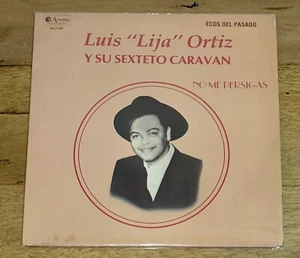 ECOS DEL PASADO
Luis "Lija" Ortiz
Y SU SEXTETO CARAVAN
NO ME PERSIGAS